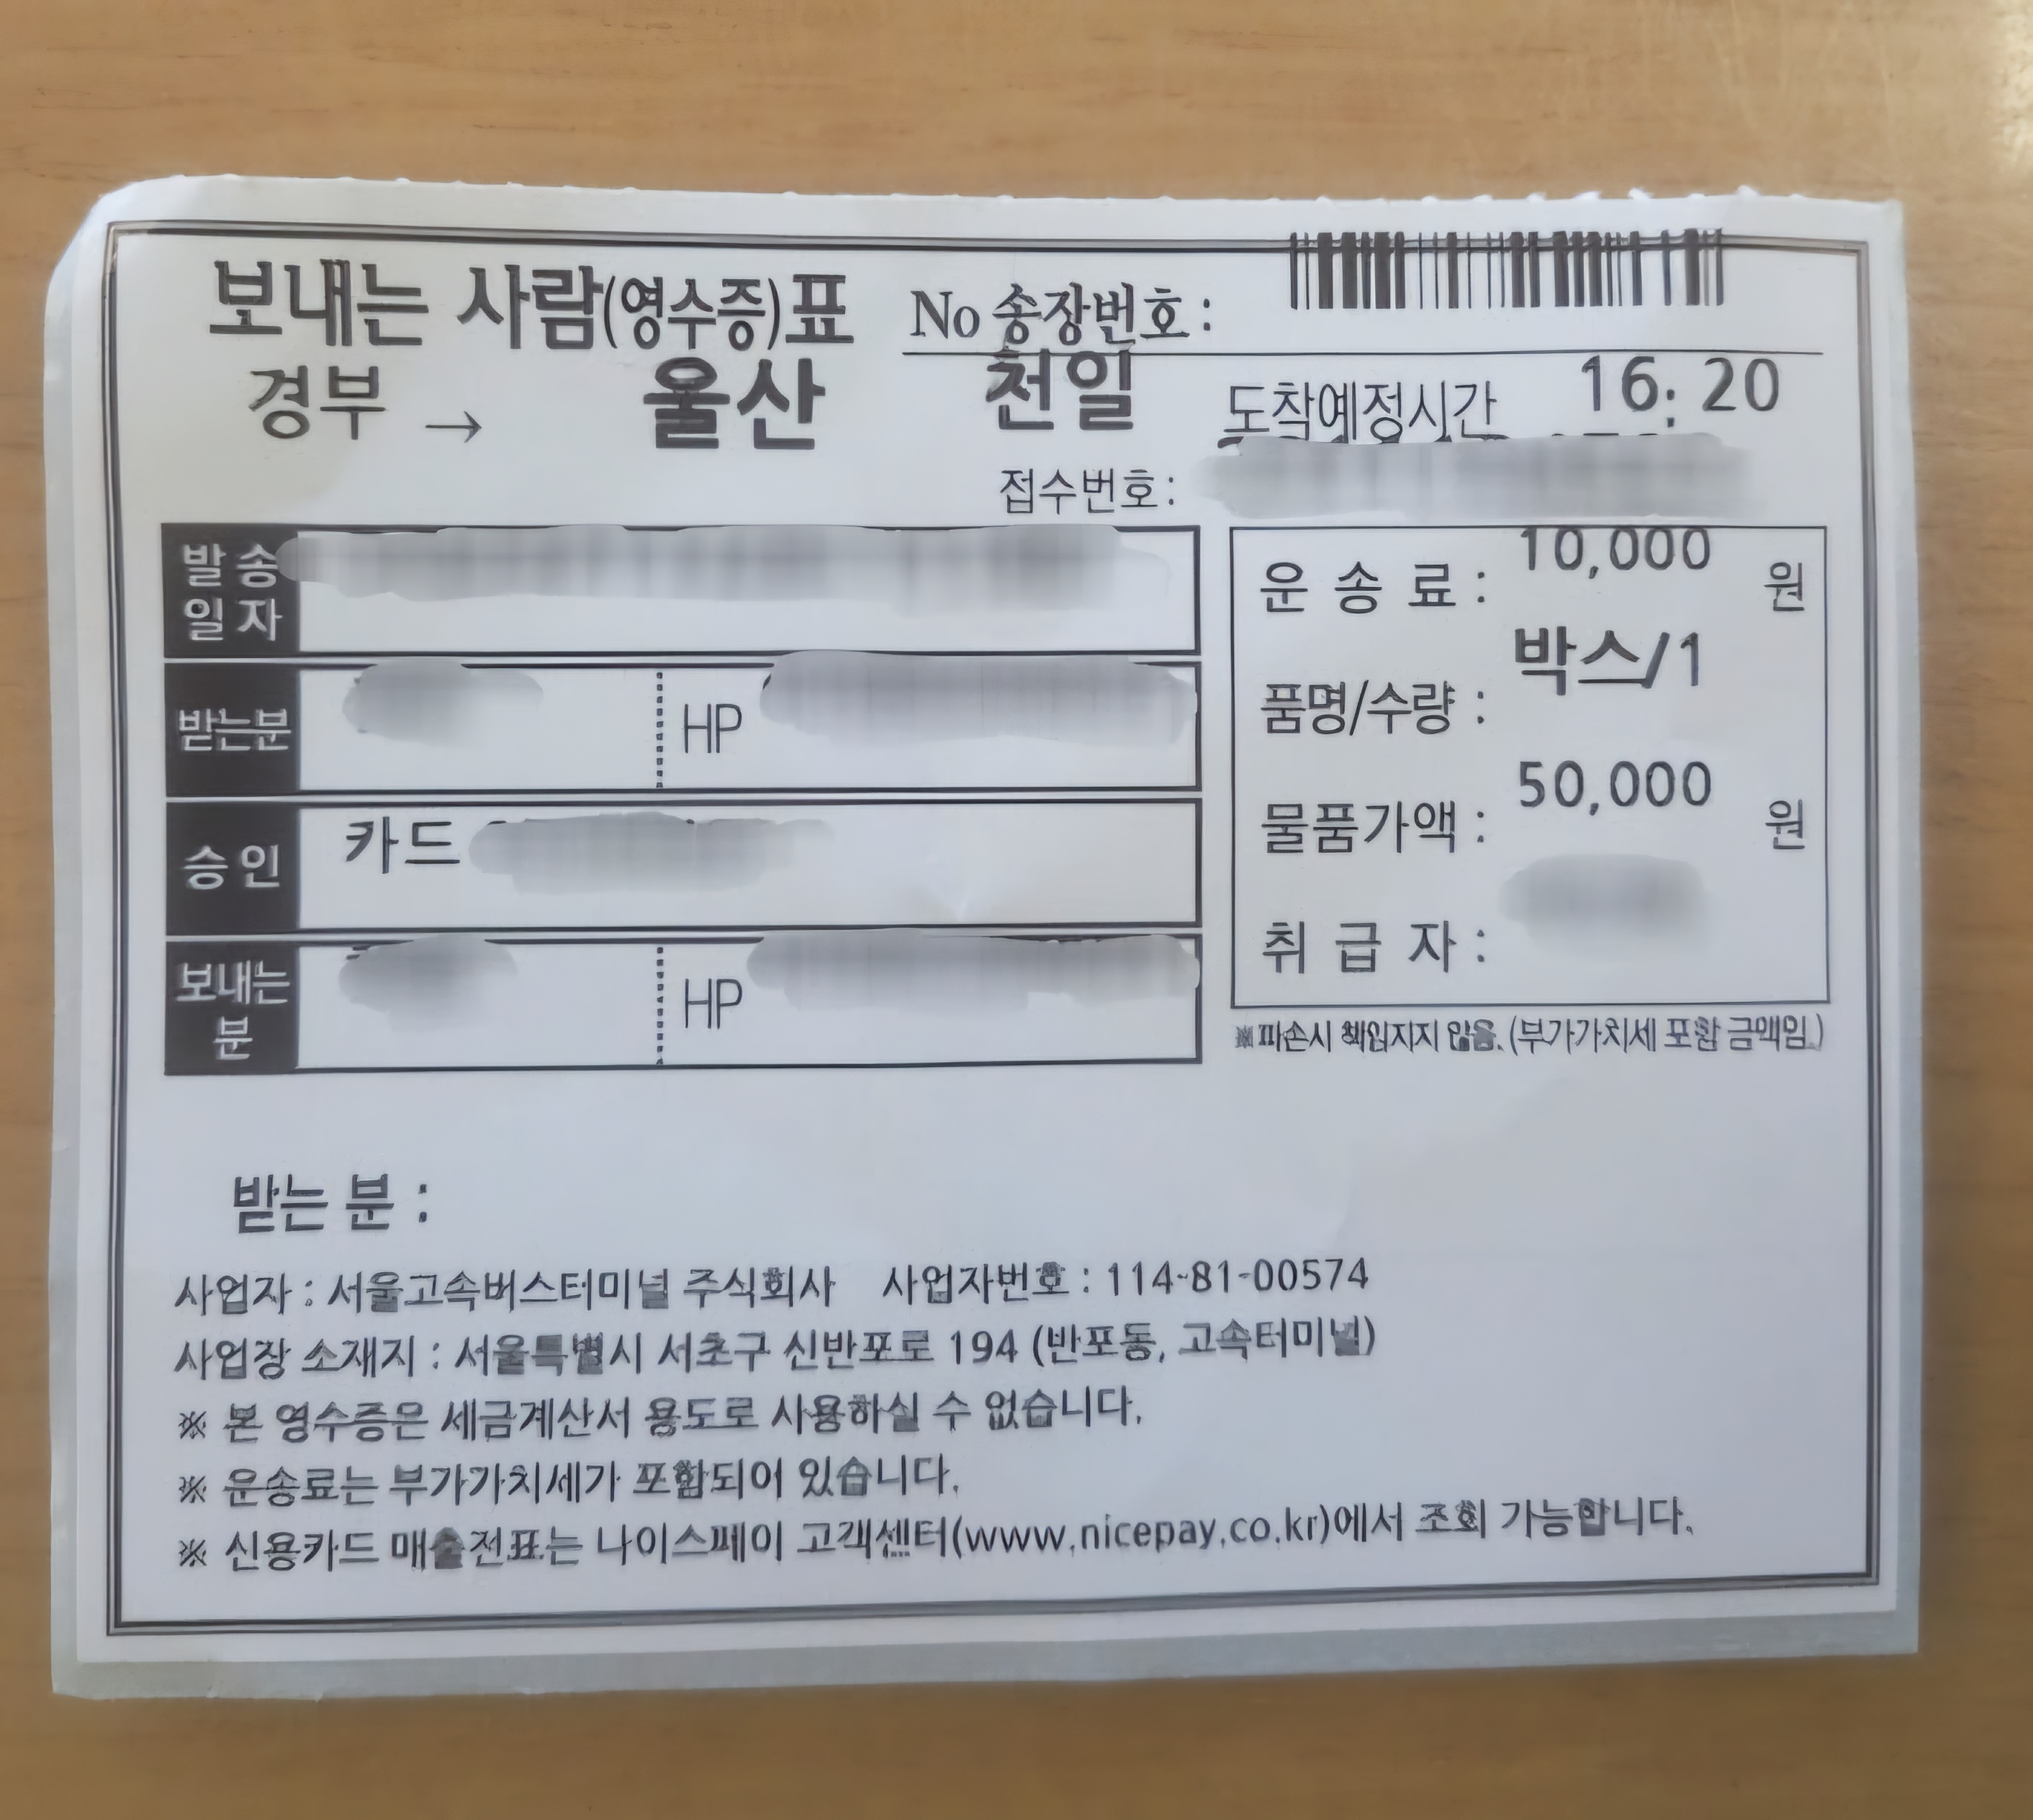 보내는 사람(영수증)표
No 송장번호 :
경부 → 울산 천일 도착예정시간 16: 20
접수번호 :
발송일자
받는분 HP
승인 카드
보내는분 HP
운 송 료 : 10,000 원
품명/수량 : 박스/1
물품가액 : 50,000 원
취 급 자 :
※파손시 책임지지 않음. (부가가치세 포함 금액임.)
받는 분 :
사업자 : 서울고속버스터미널 주식회사 사업자번호 : 114-81-00574
사업장 소재지 : 서울특별시 서초구 신반포로 194 (반포동, 고속터미널)
※ 본 영수증은 세금계산서 용도로 사용하실 수 없습니다.
※ 운송료는 부가가치세가 포함되어 있습니다.
※ 신용카드 매출전표는 나이스페이 고객센터(www.nicepay.co.kr)에서 조회 가능합니다.